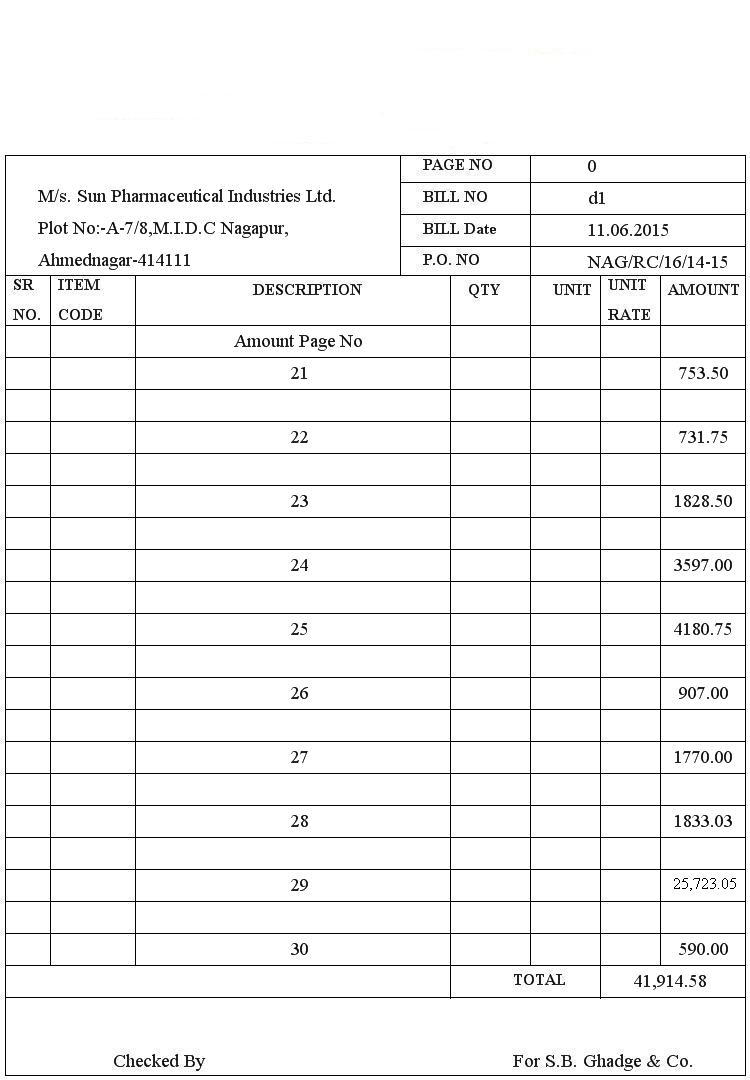 PAGE NO 0
M/s. Sun Pharmaceutical Industries Ltd.
BILL NO d1
Plot No:-A-7/8,M.I.D.C Nagapur,
BILL Date 11.06.2015
Ahmednagar-414111
P.O. NO NAG/RC/16/14-15
SR NO. ITEM CODE DESCRIPTION QTY UNIT UNIT RATE AMOUNT
Amount Page No
21 753.50
22 731.75
23 1828.50
24 3597.00
25 4180.75
26 907.00
27 1770.00
28 1833.03
29 25,723.05
30 590.00
TOTAL 41,914.58
Checked By For S.B. Ghadge & Co.